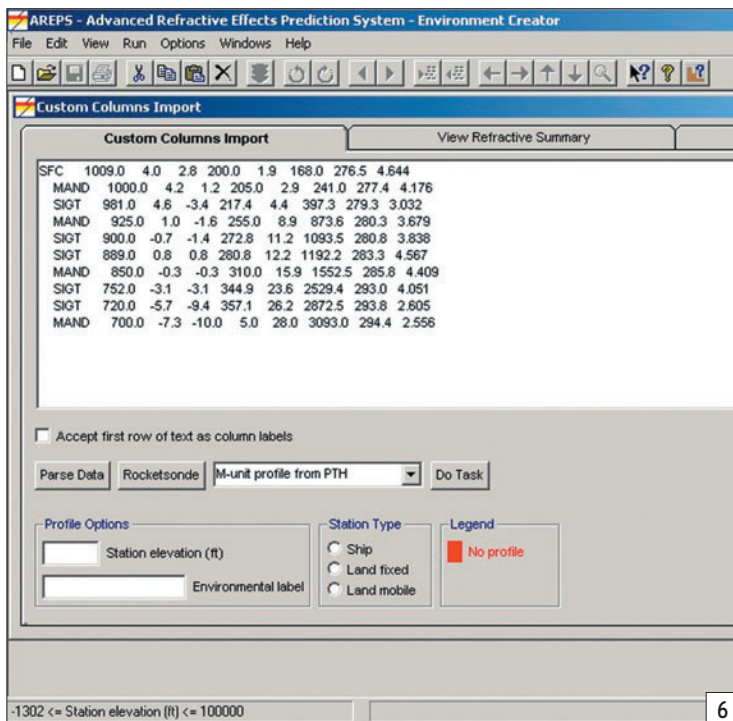 AREPS - Advanced Refractive Effects Prediction System - Environment Creator
File Edit View Run Options Windows Help
Custom Columns Import
Custom Columns Import View Refractive Summary
SFC 1009.0 4.0 2.8 200.0 1.9 168.0 276.5 4.644
MAND 1000.0 4.2 1.2 205.0 2.9 241.0 277.4 4.176
SIGT 981.0 4.6 -3.4 217.4 4.4 397.3 279.3 3.032
MAND 925.0 1.0 -1.6 255.0 8.9 873.6 280.3 3.679
SIGT 900.0 -0.7 -1.4 272.8 11.2 1093.5 280.8 3.838
SIGT 889.0 0.8 0.8 280.8 12.2 1192.2 283.3 4.567
MAND 850.0 -0.3 -0.3 310.0 15.9 1552.5 285.8 4.409
SIGT 752.0 -3.1 -3.1 344.9 23.6 2529.4 293.0 4.051
SIGT 720.0 -5.7 -9.4 357.1 26.2 2872.5 293.8 2.605
MAND 700.0 -7.3 -10.0 5.0 28.0 3093.0 294.4 2.556
Accept first row of text as column labels
Parse Data Rocketsonde M-unit profile from PTH Do Task
Profile Options Station Type Legend
Station elevation (ft) Ship No profile
Land fixed
Environmental label Land mobile
-1302 <= Station elevation (ft) <= 100000
6